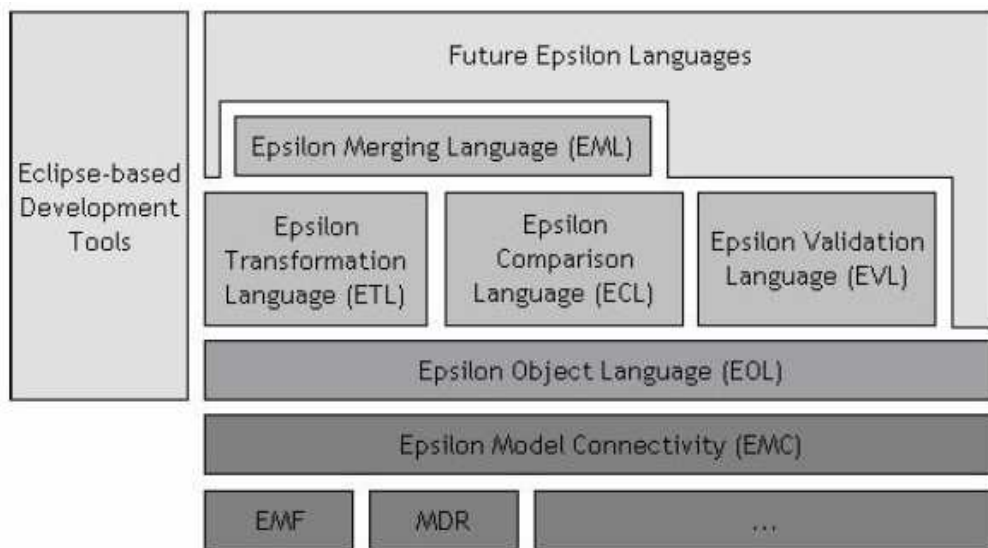 Future Epsilon Languages
Epsilon Merging Language (EML)
Eclipse-based
Development
Tools
Epsilon
Transformation
Language (ETL)
Epsilon
Comparison
Language (ECL)
Epsilon Validation
Language (EVL)
Epsilon Object Language (EOL)
Epsilon Model Connectivity (EMC)
EMF
MDR
...